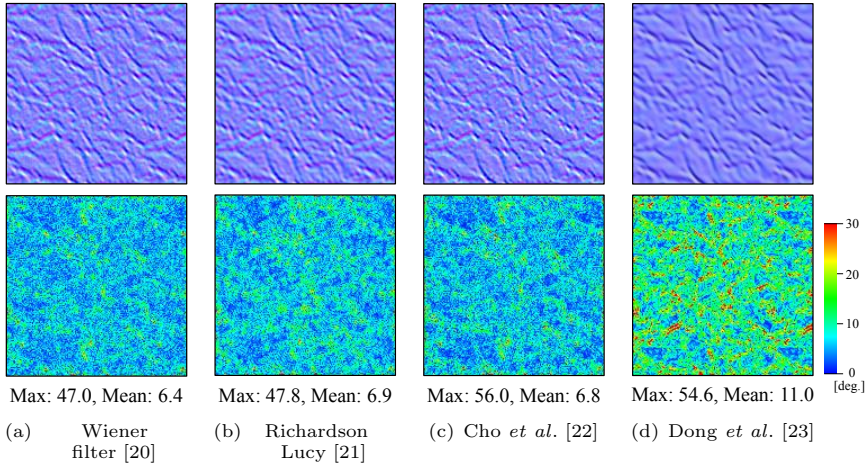 30
20
10
0
[deg.]
Max: 47.0, Mean: 6.4
Max: 47.8, Mean: 6.9
Max: 56.0, Mean: 6.8
Max: 54.6, Mean: 11.0
(a) Wiener
filter [20]
(b) Richardson
Lucy [21]
(c) Cho et al. [22]
(d) Dong et al. [23]